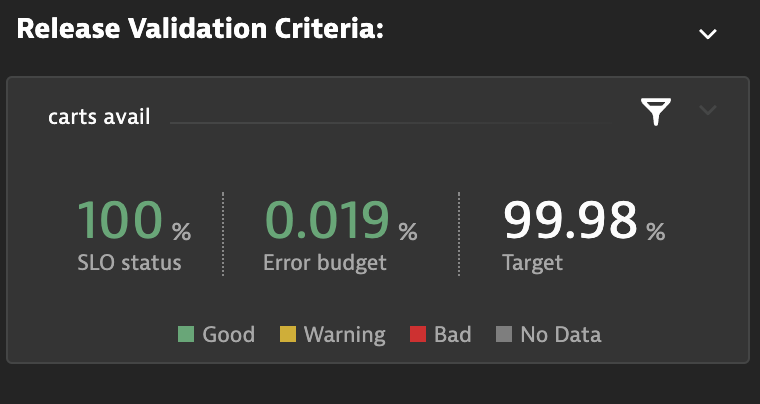 Release Validation Criteria:
carts avail
100 % 0.019 % 99.98 %
SLO status Error budget Target
Good Warning Bad No Data